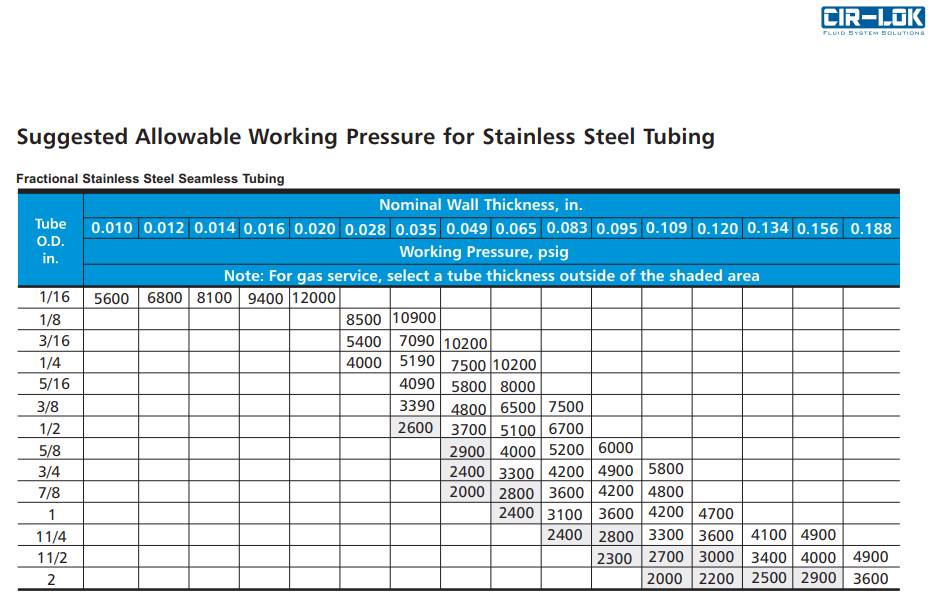 CIR-LOK
FLUID SYSTEM SOLUTIONS
Suggested Allowable Working Pressure for Stainless Steel Tubing
Fractional Stainless Steel Seamless Tubing
Tube O.D. in.
Nominal Wall Thickness, in.
0.010 0.012 0.014 0.016 0.020 0.028 0.035 0.049 0.065 0.083 0.095 0.109 0.120 0.134 0.156 0.188
Working Pressure, psig
Note: For gas service, select a tube thickness outside of the shaded area
1/16 5600 6800 8100 9400 12000
1/8 8500 10900
3/16 5400 7090 10200
1/4 4000 5190 7500 10200
5/16 4090 5800 8000
3/8 3390 4800 6500 7500
1/2 2600 3700 5100 6700
5/8 2900 4000 5200 6000
3/4 2400 3300 4200 4900 5800
7/8 2000 2800 3600 4200 4800
1 2400 3100 3600 4200 4700
11/4 2400 2800 3300 3600 4100 4900
11/2 2300 2700 3000 3400 4000 4900
2 2000 2200 2500 2900 3600